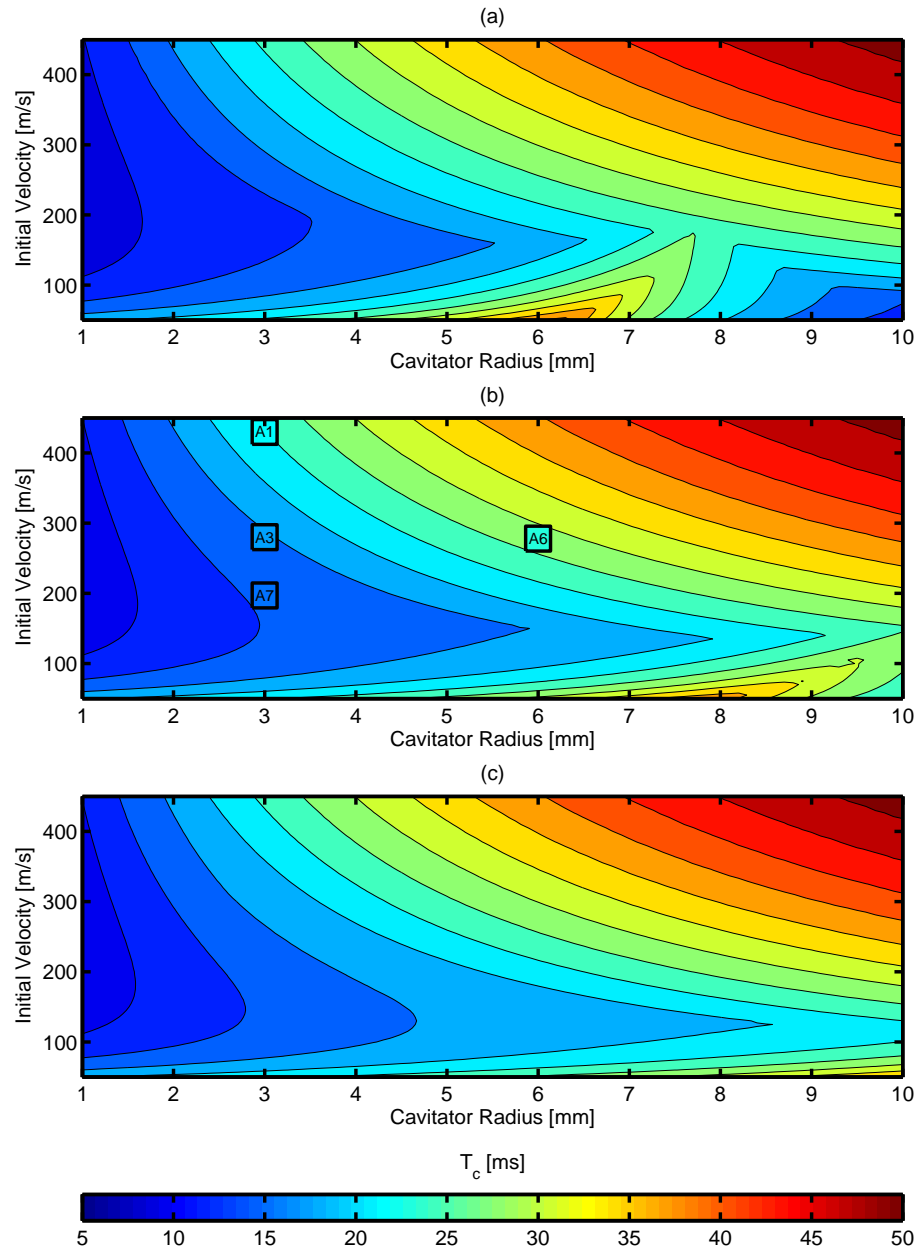 (a)
400
300
200
100
Initial Velocity [m/s]
1 2 3 4 5 6 7 8 9 10
Cavitator Radius [mm]
(b)
400
300
200
100
Initial Velocity [m/s]
A1
A3
A6
A7
1 2 3 4 5 6 7 8 9 10
Cavitator Radius [mm]
(c)
400
300
200
100
Initial Velocity [m/s]
1 2 3 4 5 6 7 8 9 10
Cavitator Radius [mm]
T_c [ms]
5 10 15 20 25 30 35 40 45 50